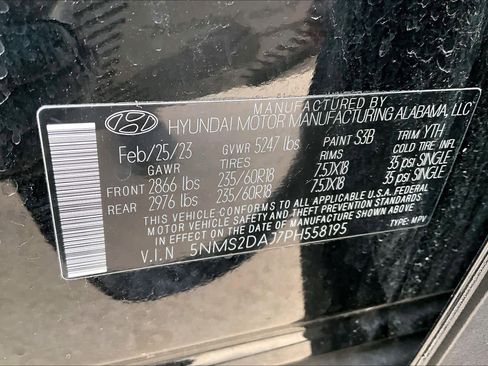 MANUFACTURED BY
HYUNDAI MOTOR MANUFACTURING ALABAMA, LLC
Feb/25/23 GVWR 5247 lbs PAINT S3B TRIM YTH
GAWR TIRES RIMS COLD TIRE INFL.
FRONT 2866 lbs 235/60R18 7.5JX18 35 psi SINGLE
REAR 2976 lbs 235/60R18 7.5JX18 35 psi SINGLE
THIS VEHICLE CONFORMS TO ALL APPLICABLE U.S.A. FEDERAL
MOTOR VEHICLE SAFETY AND THEFT PREVENTION STANDARDS
IN EFFECT ON THE DATE OF MANUFACTURE SHOWN ABOVE.
V.I.N 5NMS2DAJ7PH558195 TYPE: MPV